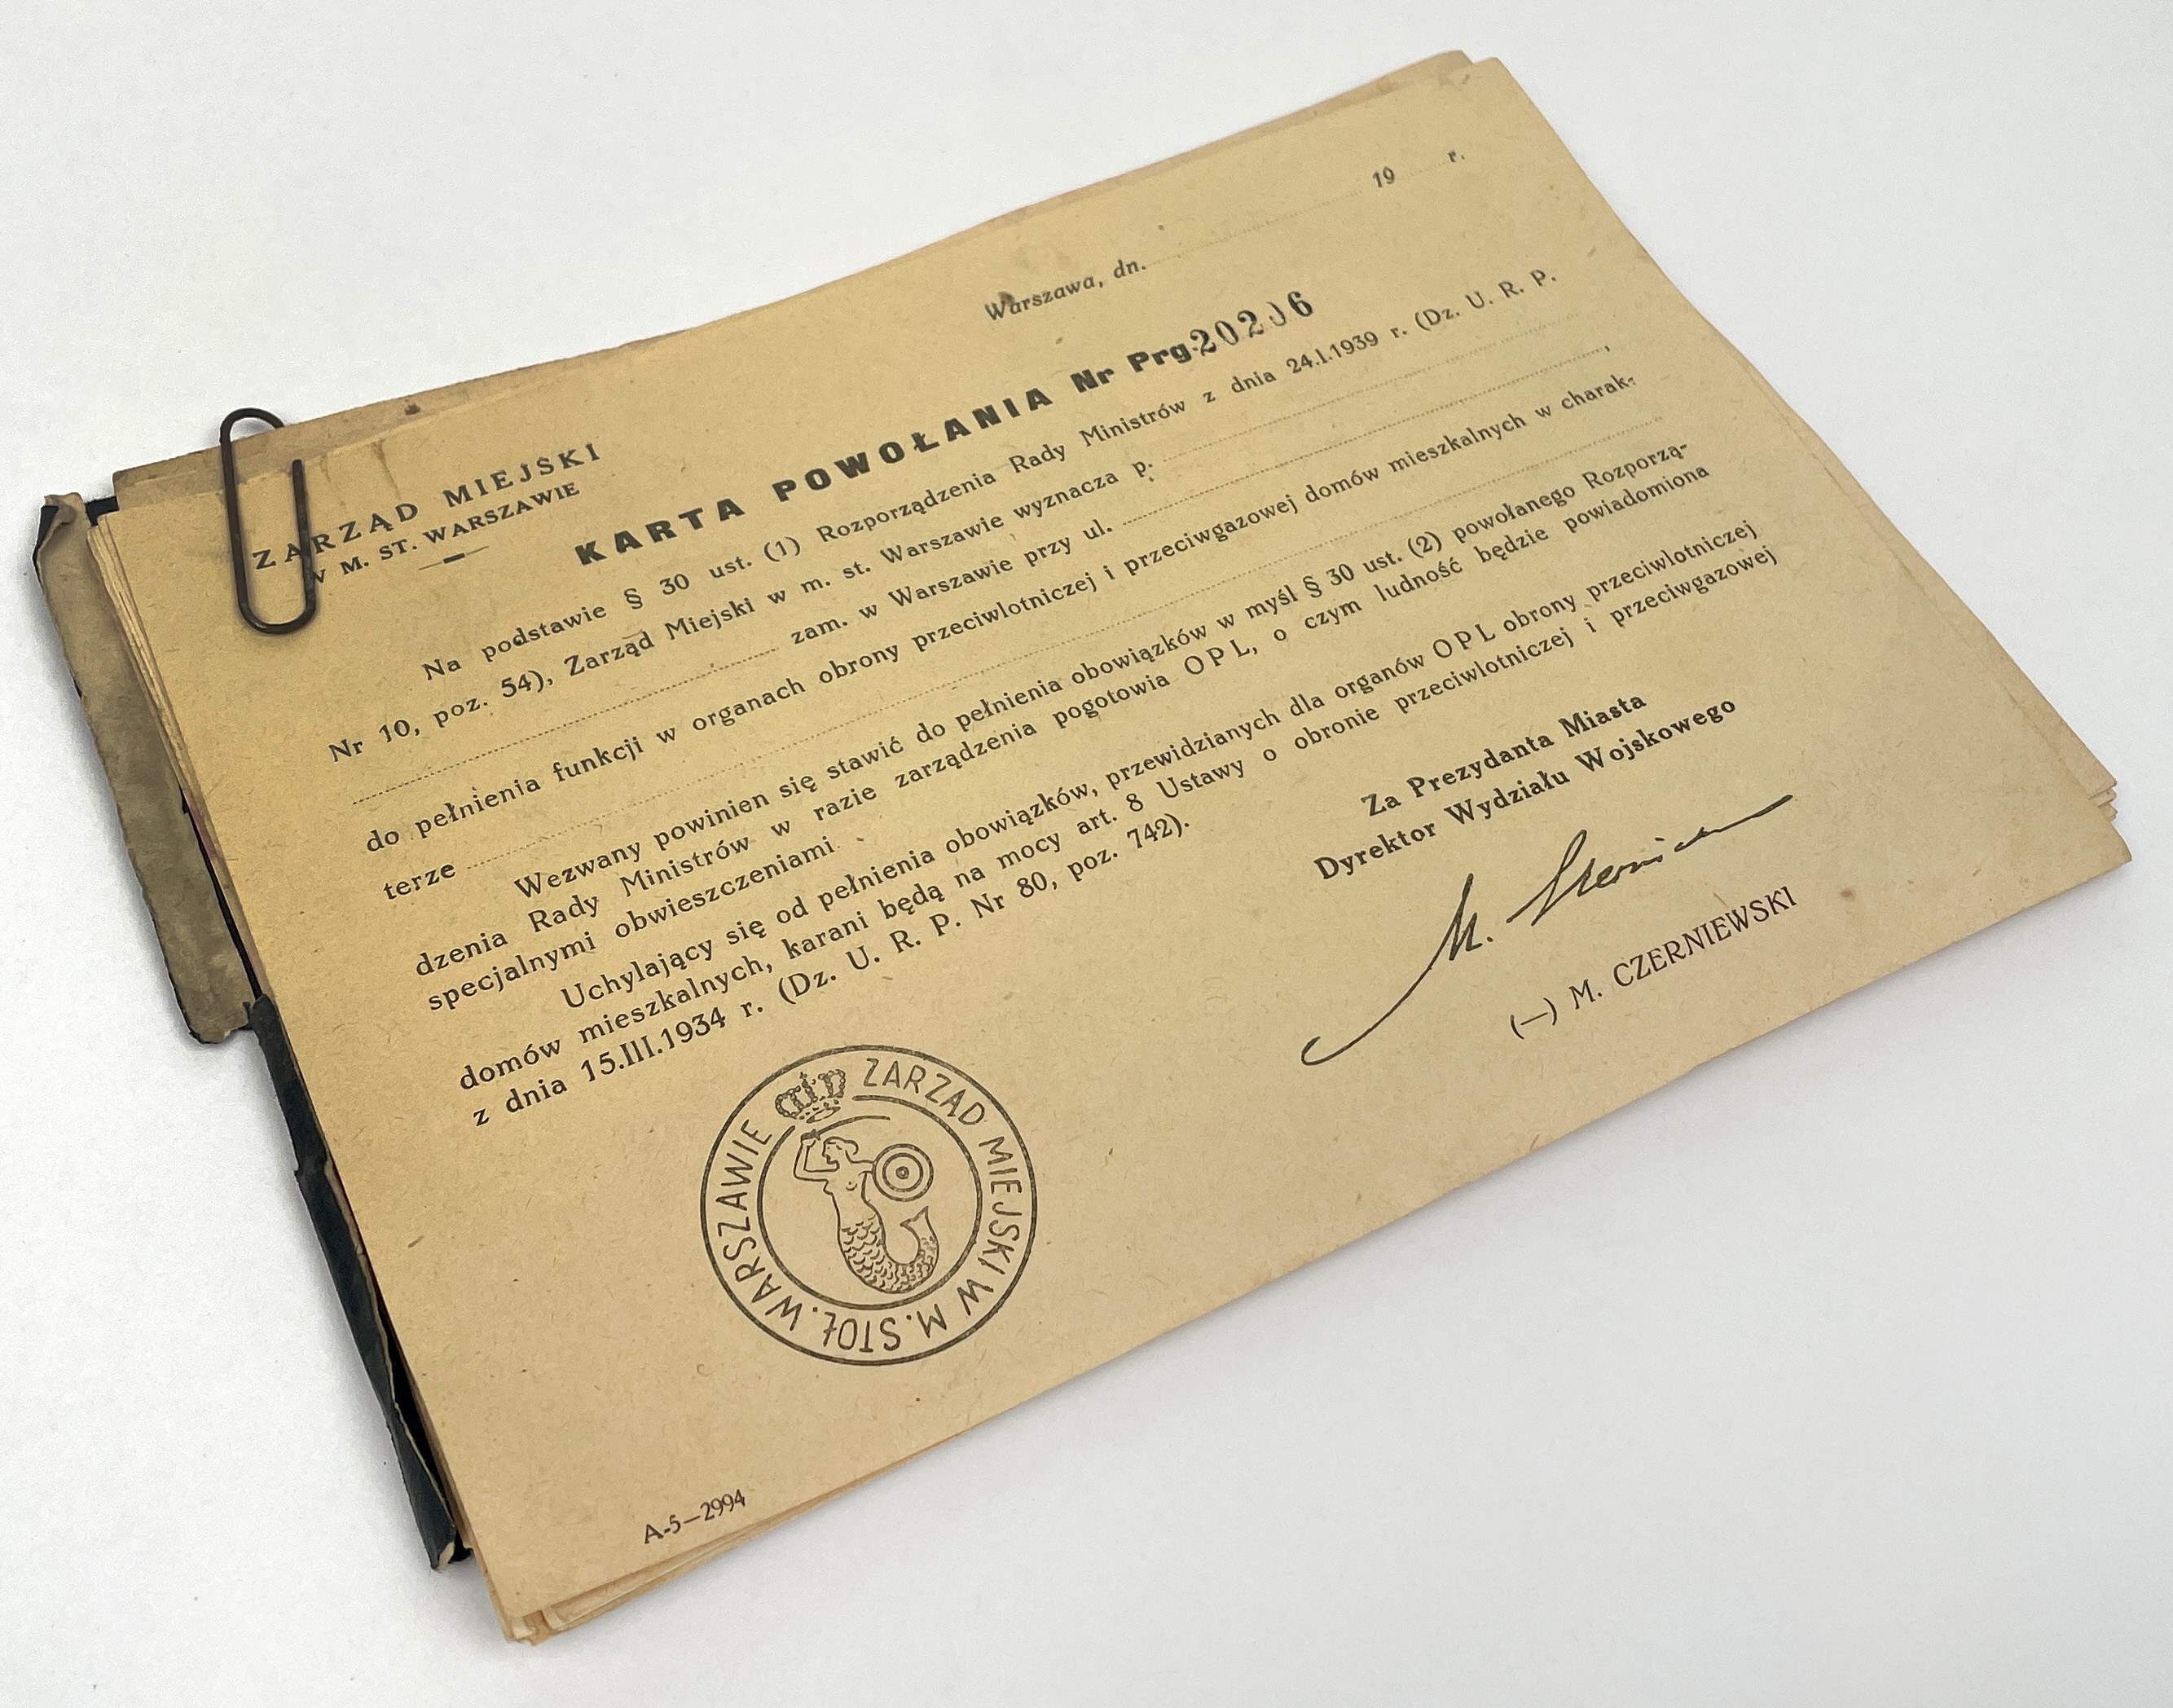 ZARZĄD MIEJSKI
W M. ST. WARSZAWIE
Warszawa, dn. 19 r.
KARTA POWOŁANIA Nr Prg. 20206
Na podstawie § 30 ust. (1) Rozporządzenia Rady Ministrów z dnia 24.I.1939 r. (Dz. U. R. P.
Nr 10, poz. 54), Zarząd Miejski w m. st. Warszawie wyznacza p.
zam. w Warszawie przy ul. ,
do pełnienia funkcji w organach obrony przeciwlotniczej i przeciwgazowej domów mieszkalnych w charak-
terze
Wezwany powinien się stawić do pełnienia obowiązków w myśl § 30 ust. (2) powołanego Rozporzą-
dzenia Rady Ministrów w razie zarządzenia pogotowia OPL, o czym ludność będzie powiadomiona
specjalnymi obwieszczeniami.
Uchylający się od pełnienia obowiązków, przewidzianych dla organów OPL obrony przeciwlotniczej
domów mieszkalnych, karani będą na mocy art. 8 Ustawy o obronie przeciwlotniczej i przeciwgazowej
z dnia 15.III.1934 r. (Dz. U. R. P. Nr 80, poz. 742).
Za Prezydenta Miasta
Dyrektor Wydziału Wojskowego
(—) M. CZERNIEWSKI
ZARZĄD MIEJSKI W M. STOŁ. WARSZAWIE
A-5—2994